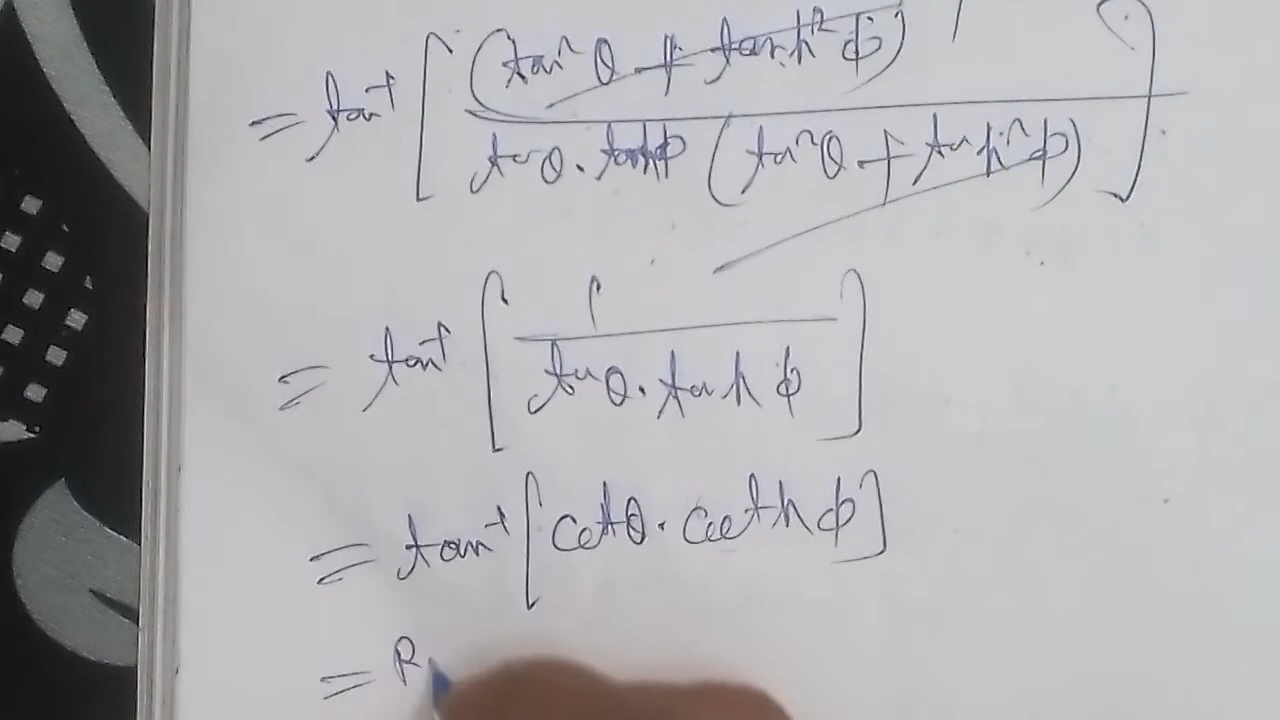 = tan⁻¹ [ (tan²θ + tanh²φ) / tanθ . tanhφ (tan²θ + tanh²φ) ]
= tan⁻¹ [ 1 / tanθ . tanhφ ]
= tan⁻¹ [cotθ . cothφ]
= R